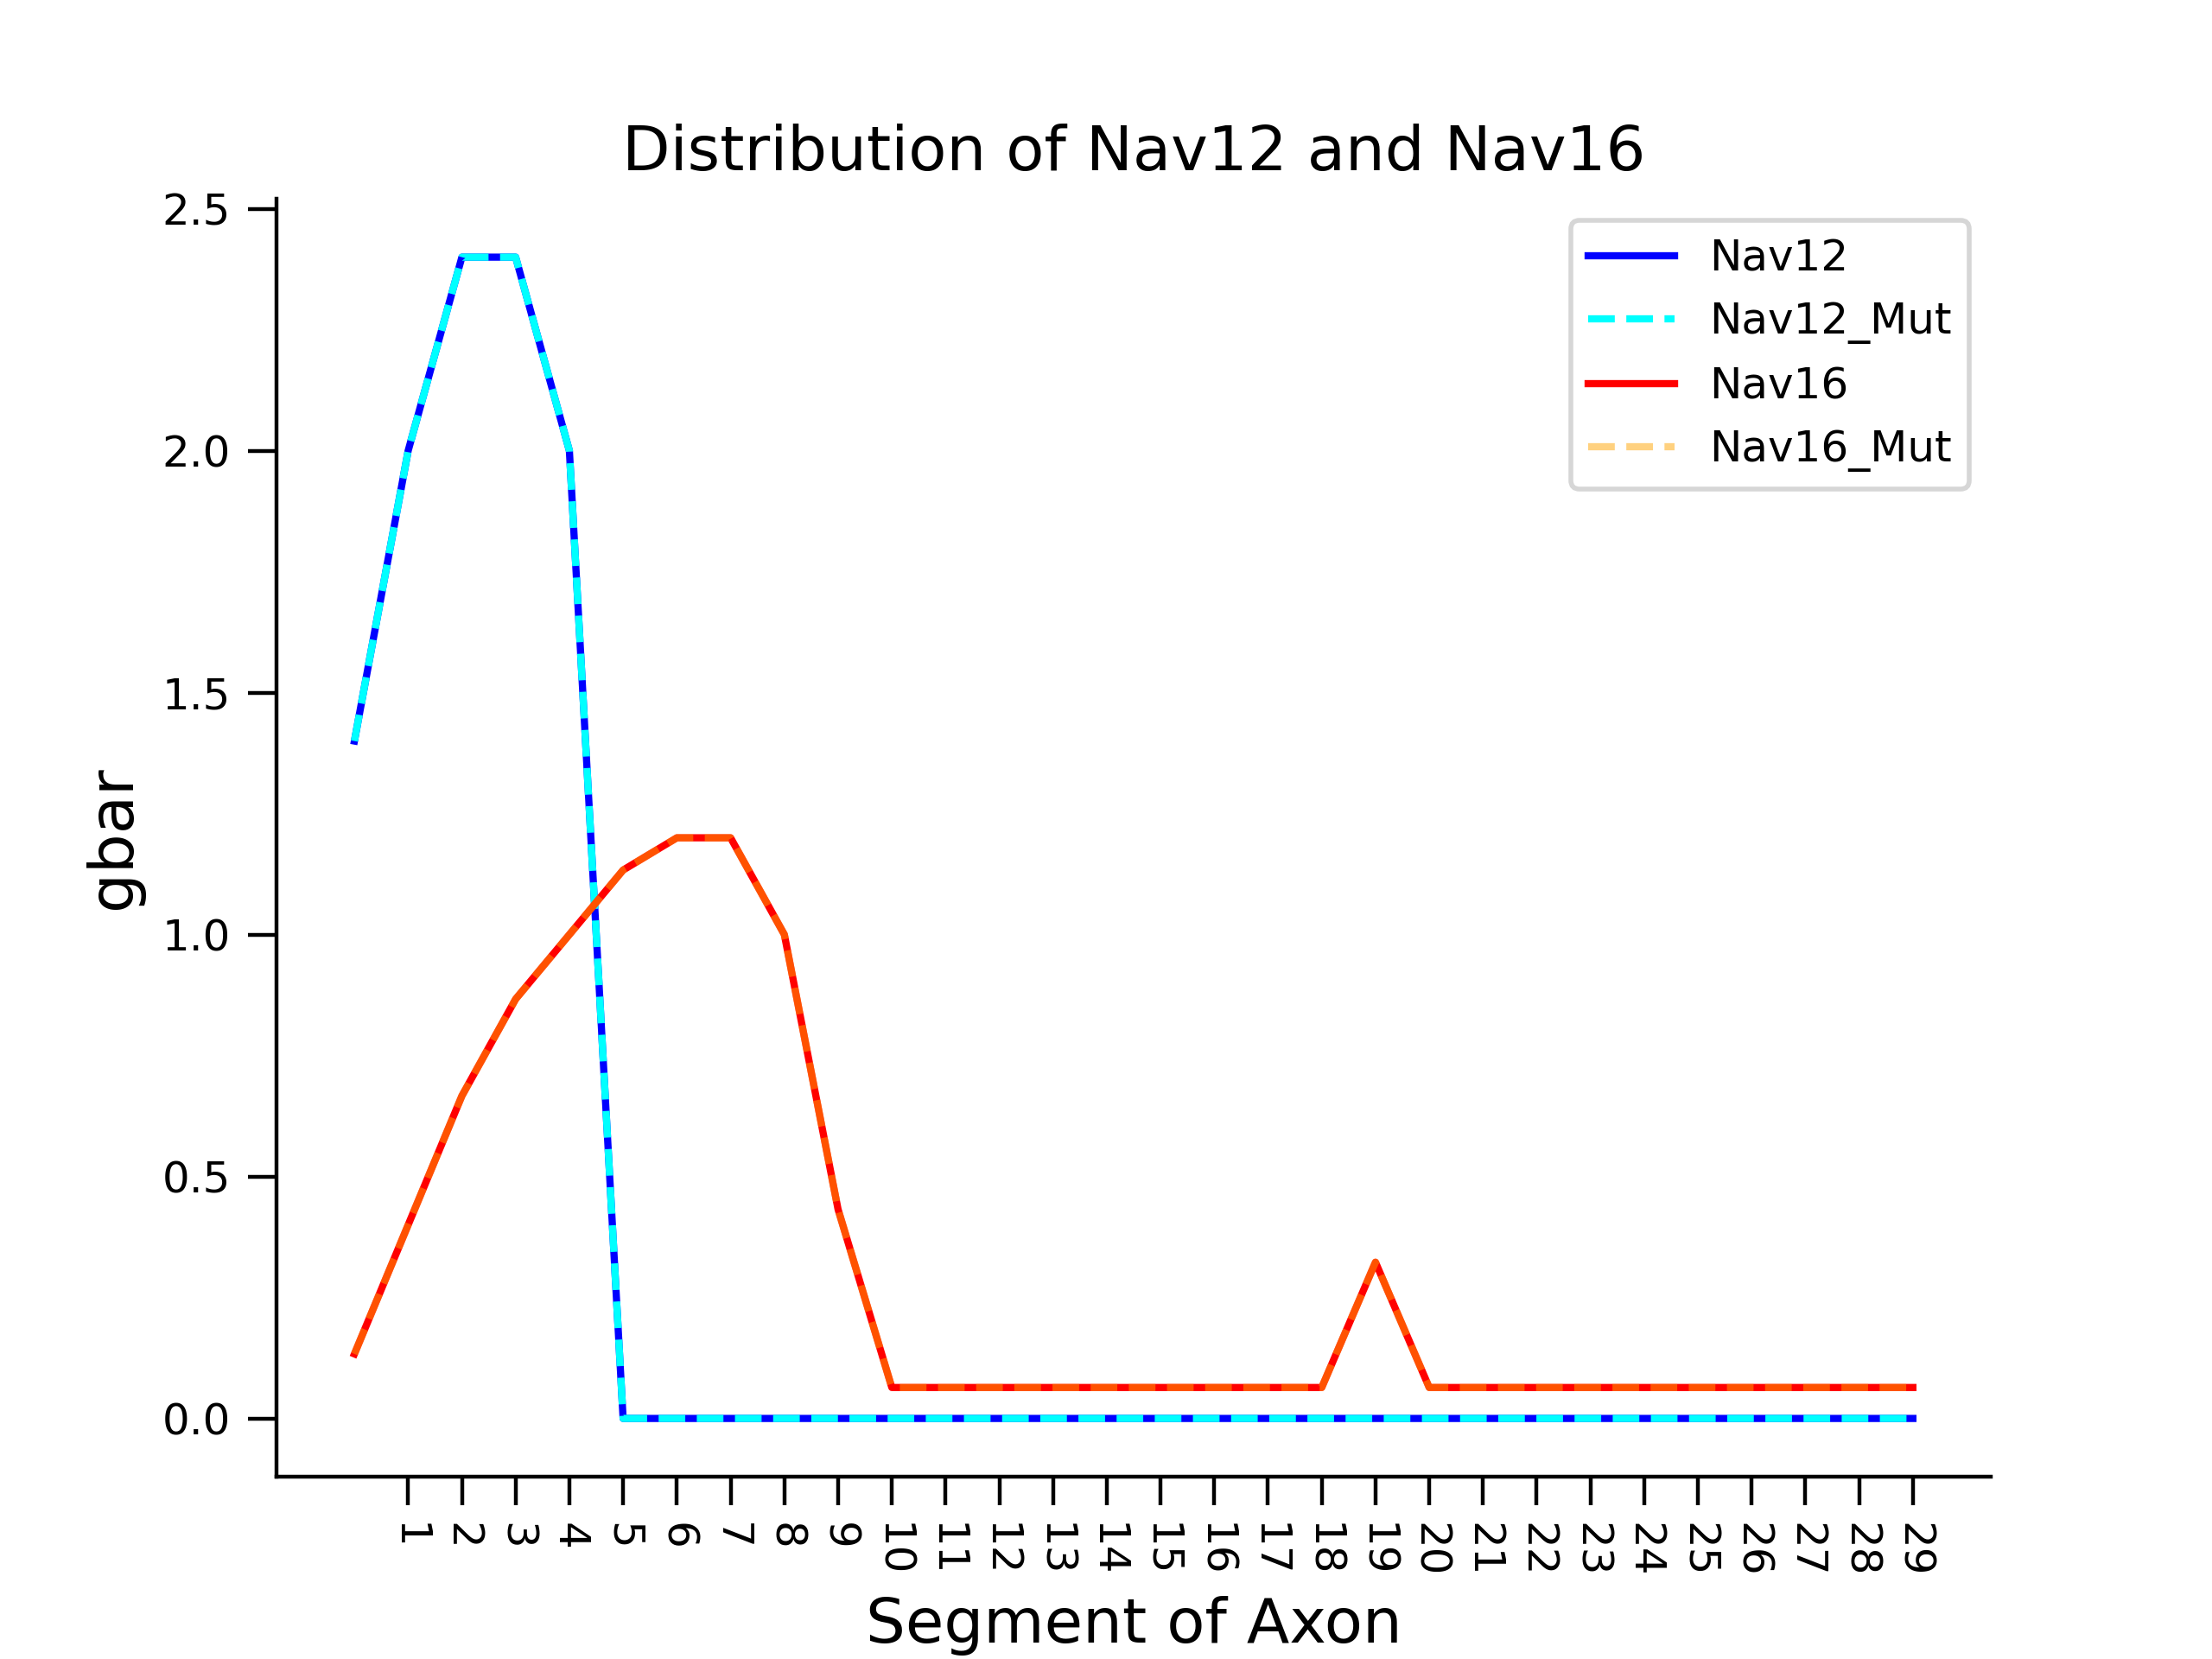 Distribution of Nav12 and Nav16
2.5
2.0
1.5
1.0
0.5
0.0
gbar
Nav12
Nav12_Mut
Nav16
Nav16_Mut
1 2 3 4 5 6 7 8 9 10 11 12 13 14 15 16 17 18 19 20 21 22 23 24 25 26 27 28 29
Segment of Axon